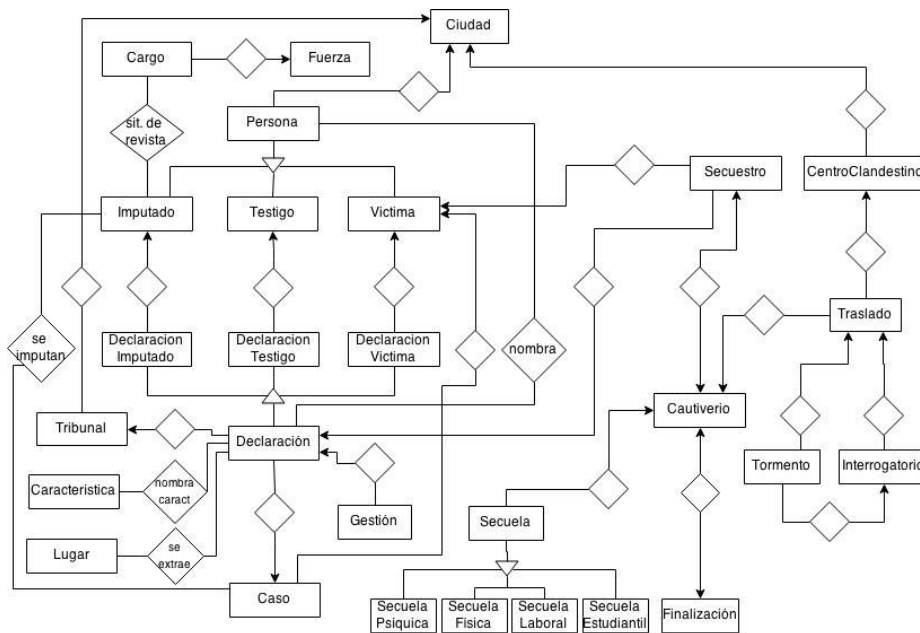 Ciudad
Cargo
Fuerza
sit. de
revista
Persona
Secuestro
CentroClandestino
Imputado
Testigo
Victima
Traslado
se
imputan
Declaracion
Imputado
Declaracion
Testigo
Declaracion
Victima
nombra
Cautiverio
Tribunal
Declaración
Tormento
Interrogatorio
Característica
nombra
caract
Gestión
Secuela
Lugar
se
extrae
Caso
Secuela
Psiquica
Secuela
Fisica
Secuela
Laboral
Secuela
Estudiantil
Finalización